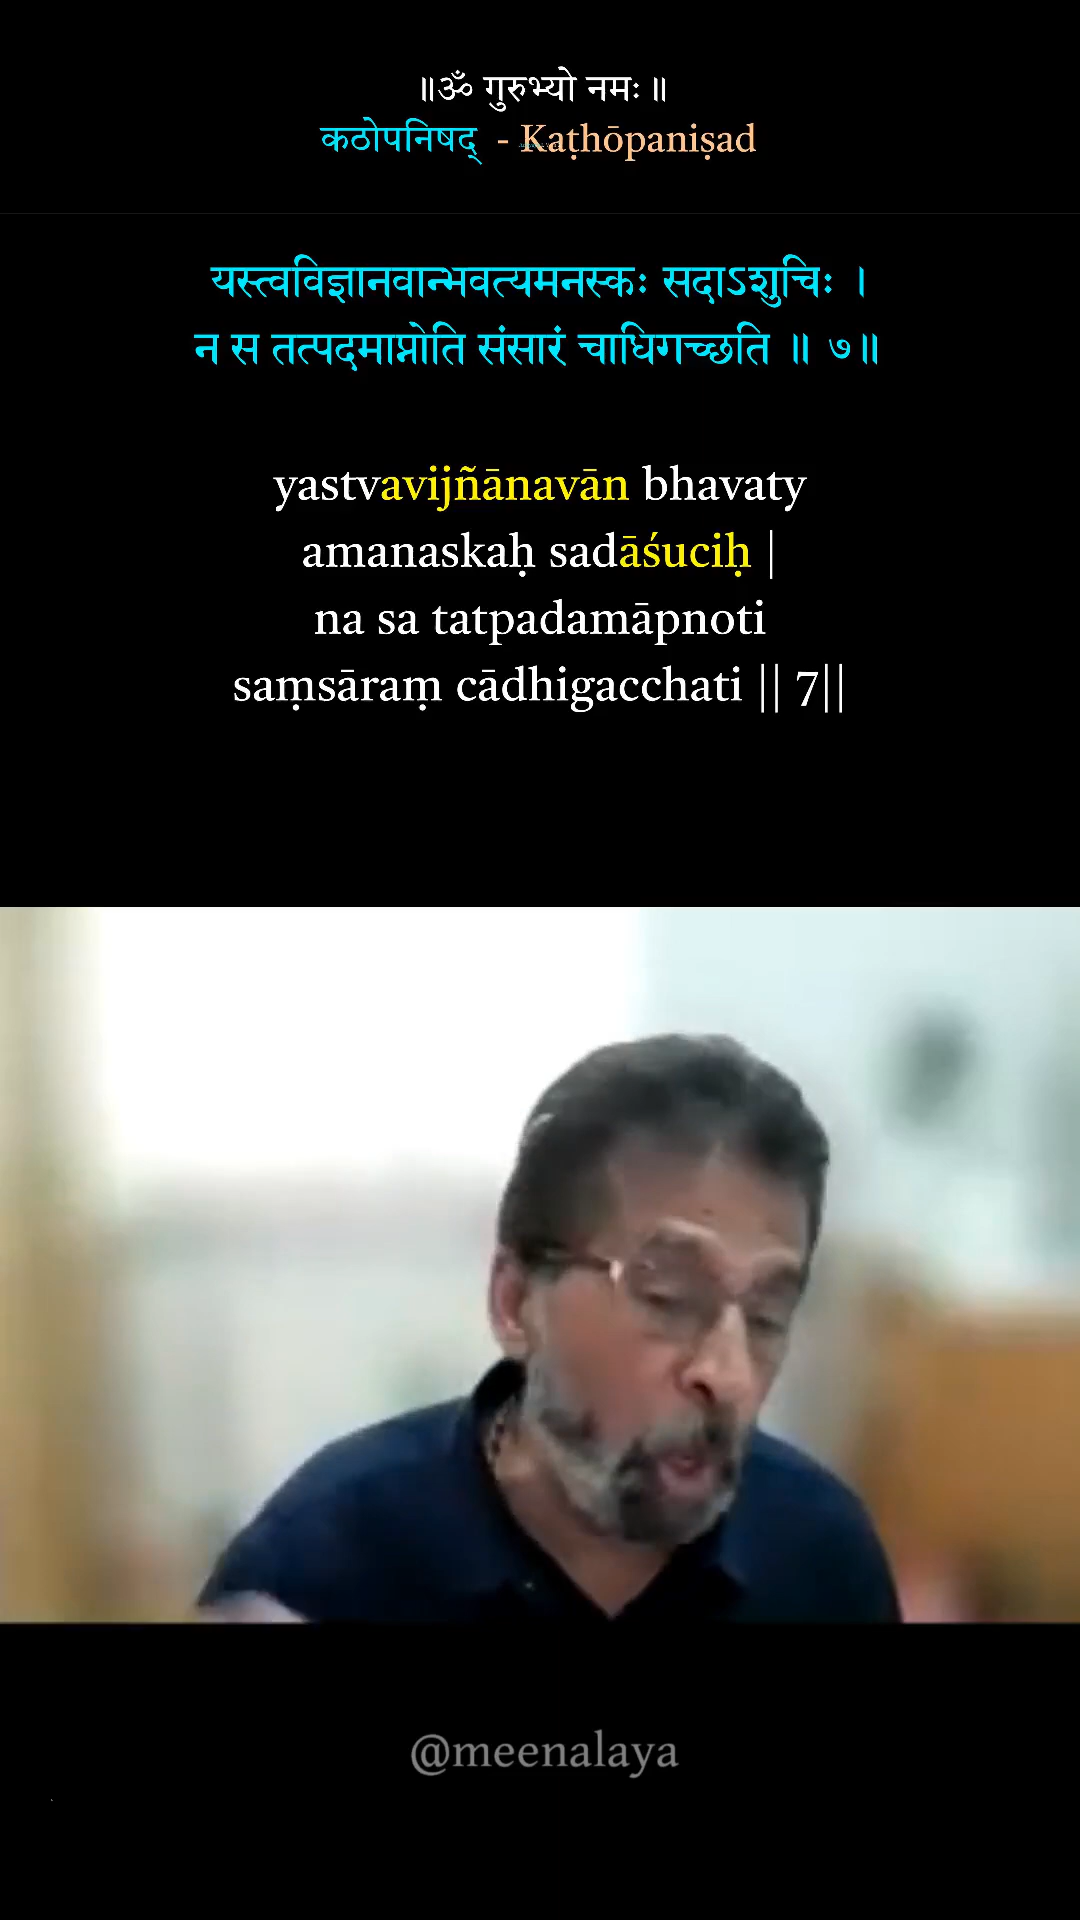 ॥ॐ गुरुभ्यो नमः॥
कठोपनिषद् - Kaṭhōpaniṣad
यस्त्वविज्ञानवान्भवत्यमनस्कः सदाऽशुचिः ।
न स तत्पदमाप्नोति संसारं चाधिगच्छति ॥ ७॥
yastvavijñānavān bhavaty
amanaskaḥ sadāśuciḥ |
na sa tatpadamāpnoti
saṃsāraṃ cādhigacchati || 7||
@meenalaya